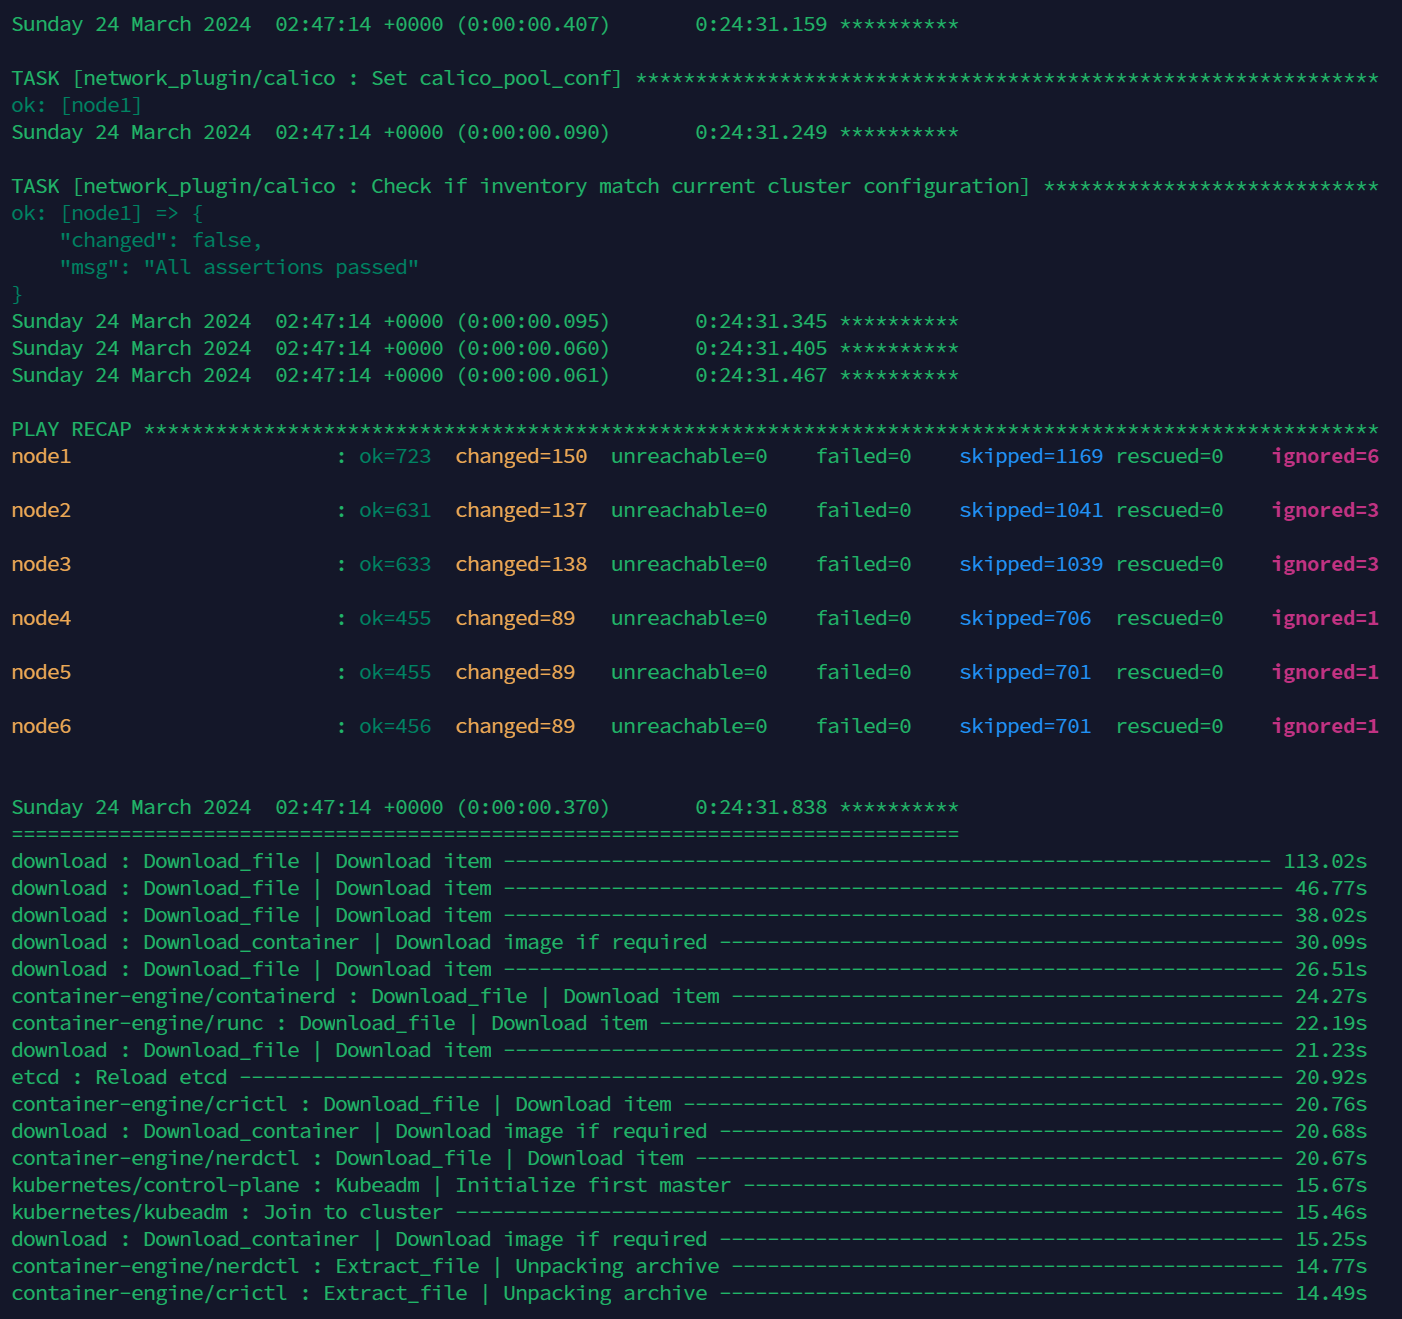 Sunday 24 March 2024  02:47:14 +0000 (0:00:00.407)       0:24:31.159 **********
TASK [network_plugin/calico : Set calico_pool_conf] **************************************************************
ok: [node1]
Sunday 24 March 2024  02:47:14 +0000 (0:00:00.090)       0:24:31.249 **********
TASK [network_plugin/calico : Check if inventory match current cluster configuration] ****************************
ok: [node1] => {
    "changed": false,
    "msg": "All assertions passed"
}
Sunday 24 March 2024  02:47:14 +0000 (0:00:00.095)       0:24:31.345 **********
Sunday 24 March 2024  02:47:14 +0000 (0:00:00.060)       0:24:31.405 **********
Sunday 24 March 2024  02:47:14 +0000 (0:00:00.061)       0:24:31.467 **********
PLAY RECAP *******************************************************************************************************
node1                      : ok=723  changed=150  unreachable=0    failed=0    skipped=1169 rescued=0    ignored=6
node2                      : ok=631  changed=137  unreachable=0    failed=0    skipped=1041 rescued=0    ignored=3
node3                      : ok=633  changed=138  unreachable=0    failed=0    skipped=1039 rescued=0    ignored=3
node4                      : ok=455  changed=89   unreachable=0    failed=0    skipped=706  rescued=0    ignored=1
node5                      : ok=455  changed=89   unreachable=0    failed=0    skipped=701  rescued=0    ignored=1
node6                      : ok=456  changed=89   unreachable=0    failed=0    skipped=701  rescued=0    ignored=1
Sunday 24 March 2024  02:47:14 +0000 (0:00:00.370)       0:24:31.838 **********
===============================================================================
download : Download_file | Download item ---------------------------------------------------------------- 113.02s
download : Download_file | Download item ----------------------------------------------------------------- 46.77s
download : Download_file | Download item ----------------------------------------------------------------- 38.02s
download : Download_container | Download image if required ----------------------------------------------- 30.09s
download : Download_file | Download item ----------------------------------------------------------------- 26.51s
container-engine/containerd : Download_file | Download item ---------------------------------------------- 24.27s
container-engine/runc : Download_file | Download item ---------------------------------------------------- 22.19s
download : Download_file | Download item ----------------------------------------------------------------- 21.23s
etcd : Reload etcd --------------------------------------------------------------------------------------- 20.92s
container-engine/crictl : Download_file | Download item -------------------------------------------------- 20.76s
download : Download_container | Download image if required ----------------------------------------------- 20.68s
container-engine/nerdctl : Download_file | Download item ------------------------------------------------- 20.67s
kubernetes/control-plane : Kubeadm | Initialize first master --------------------------------------------- 15.67s
kubernetes/kubeadm : Join to cluster --------------------------------------------------------------------- 15.46s
download : Download_container | Download image if required ----------------------------------------------- 15.25s
container-engine/nerdctl : Extract_file | Unpacking archive ---------------------------------------------- 14.77s
container-engine/crictl : Extract_file | Unpacking archive ----------------------------------------------- 14.49s